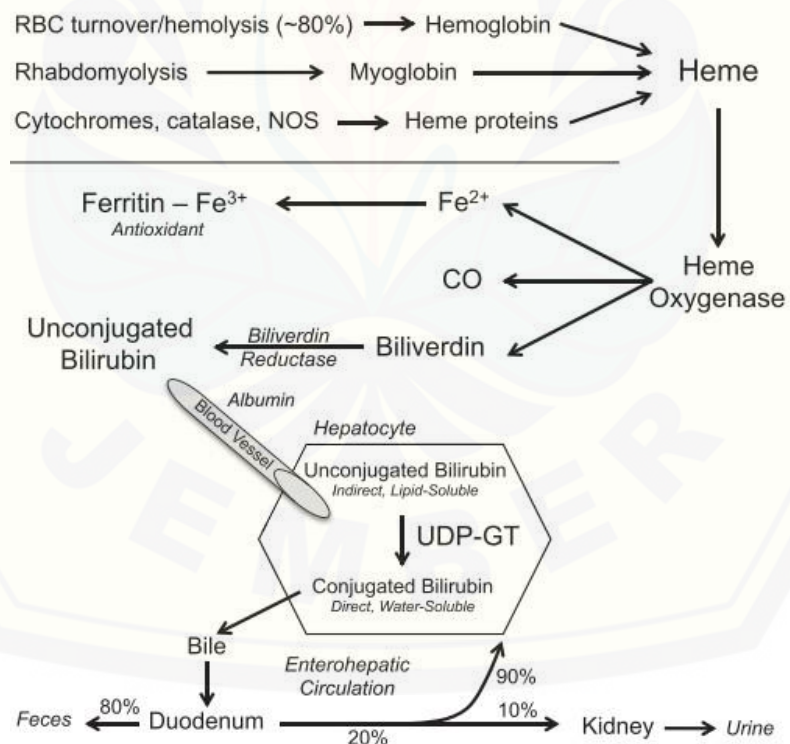 RBC turnover/hemolysis (~80%) Hemoglobin
Rhabdomyolysis Myoglobin Heme
Cytochromes, catalase, NOS Heme proteins
Ferritin – Fe³⁺ Fe²⁺
Antioxidant
CO Heme
Oxygenase
Unconjugated
Bilirubin
Biliverdin
Reductase
Biliverdin
Albumin
Blood Vessel
Hepatocyte
Unconjugated Bilirubin
Indirect, Lipid-Soluble
UDP-GT
Conjugated Bilirubin
Direct, Water-Soluble
Bile
Enterohepatic
Circulation
90%
Feces 80% Duodenum 20% 10% Kidney Urine
JEMBER